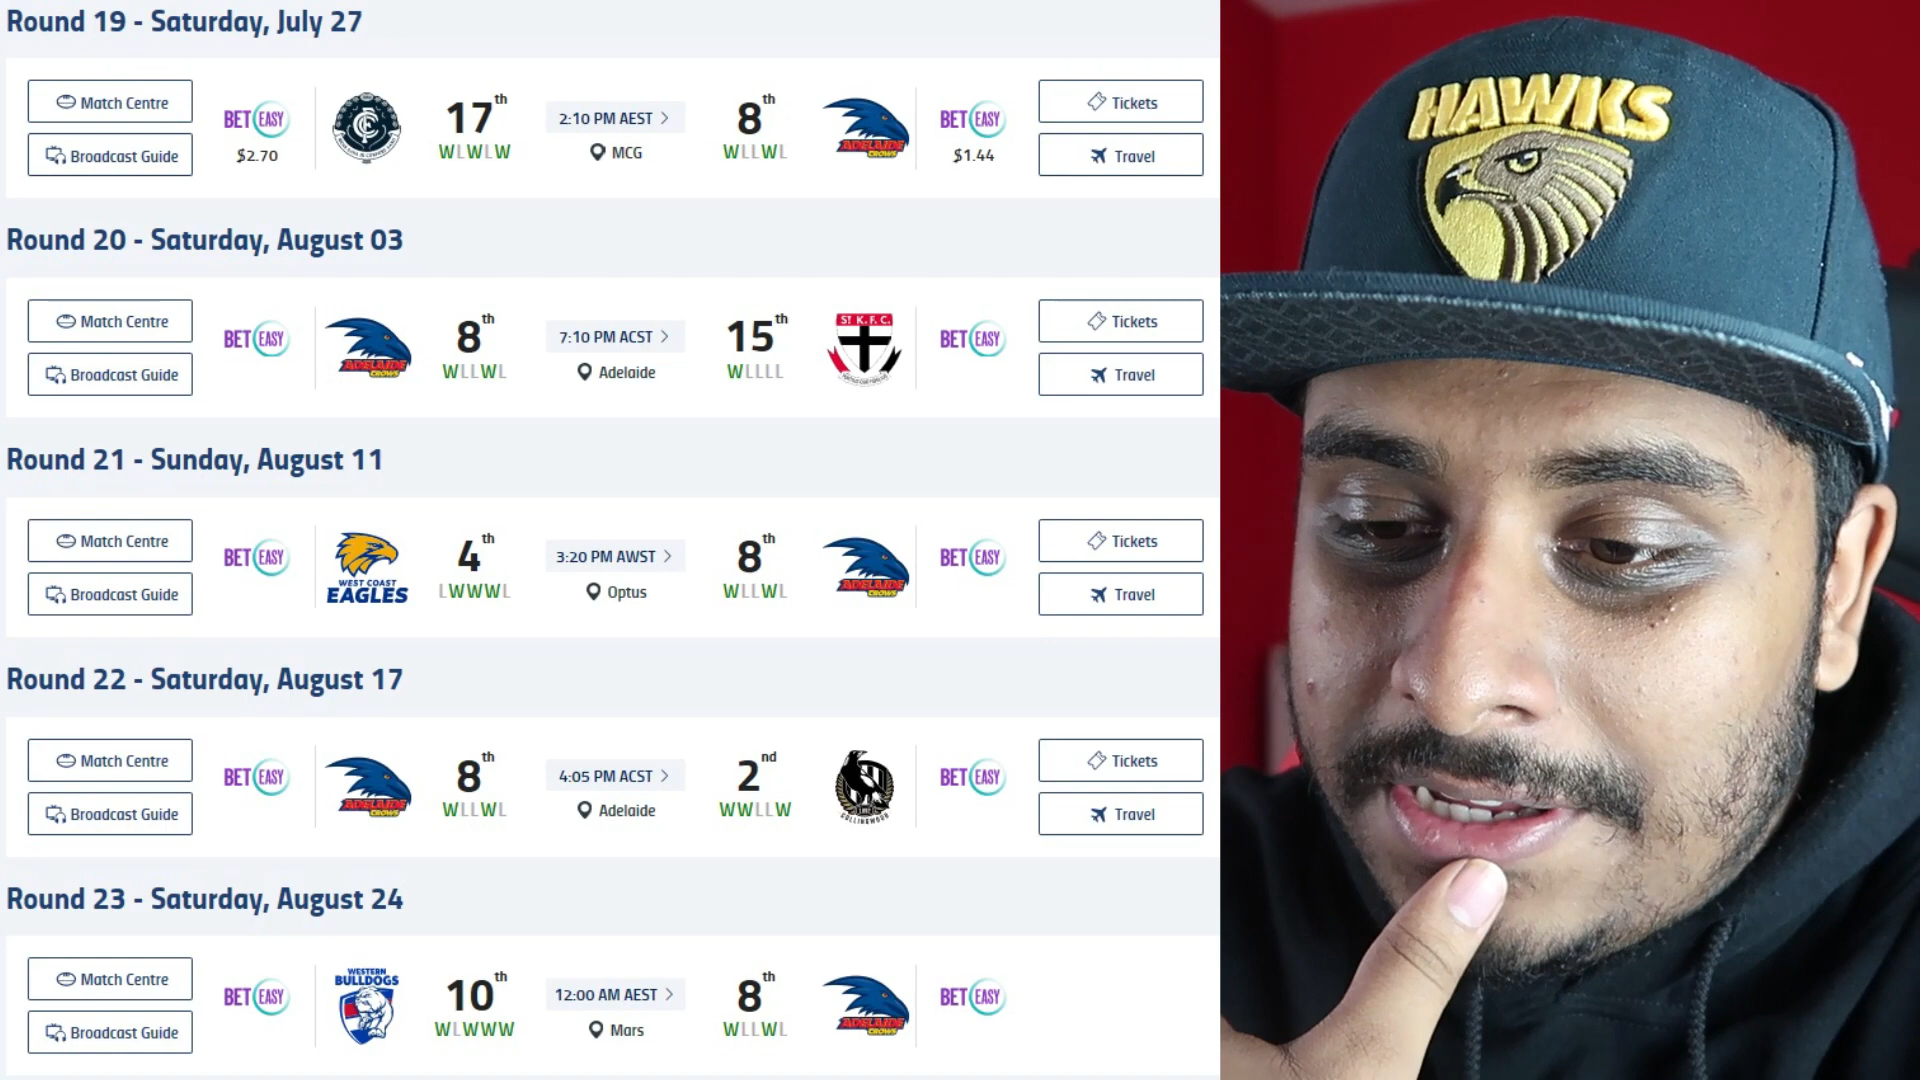 Round 19 - Saturday, July 27
Match Centre
Broadcast Guide
BET EASY
$2.70
CFC
17th
WLWLW
2:10 PM AEST >
MCG
8th
WLLWL
ADELAIDE
CROWS
BET EASY
$1.44
Tickets
Travel
Round 20 - Saturday, August 03
Match Centre
Broadcast Guide
BET EASY
ADELAIDE
CROWS
8th
WLLWL
7:10 PM ACST >
Adelaide
15th
WLLLL
ST K.F.C.
BET EASY
Tickets
Travel
Round 21 - Sunday, August 11
Match Centre
Broadcast Guide
BET EASY
WEST COAST
EAGLES
4th
LWWWL
3:20 PM AWST >
Optus
8th
WLLWL
ADELAIDE
CROWS
BET EASY
Tickets
Travel
Round 22 - Saturday, August 17
Match Centre
Broadcast Guide
BET EASY
ADELAIDE
CROWS
8th
WLLWL
4:05 PM ACST >
Adelaide
2nd
WWLLW
COLLINGWOOD
BET EASY
Tickets
Travel
Round 23 - Saturday, August 24
Match Centre
Broadcast Guide
BET EASY
WESTERN
BULLDOGS
10th
WLWWW
12:00 AM AEST >
Mars
8th
WLLWL
ADELAIDE
CROWS
BET EASY
HAWKS